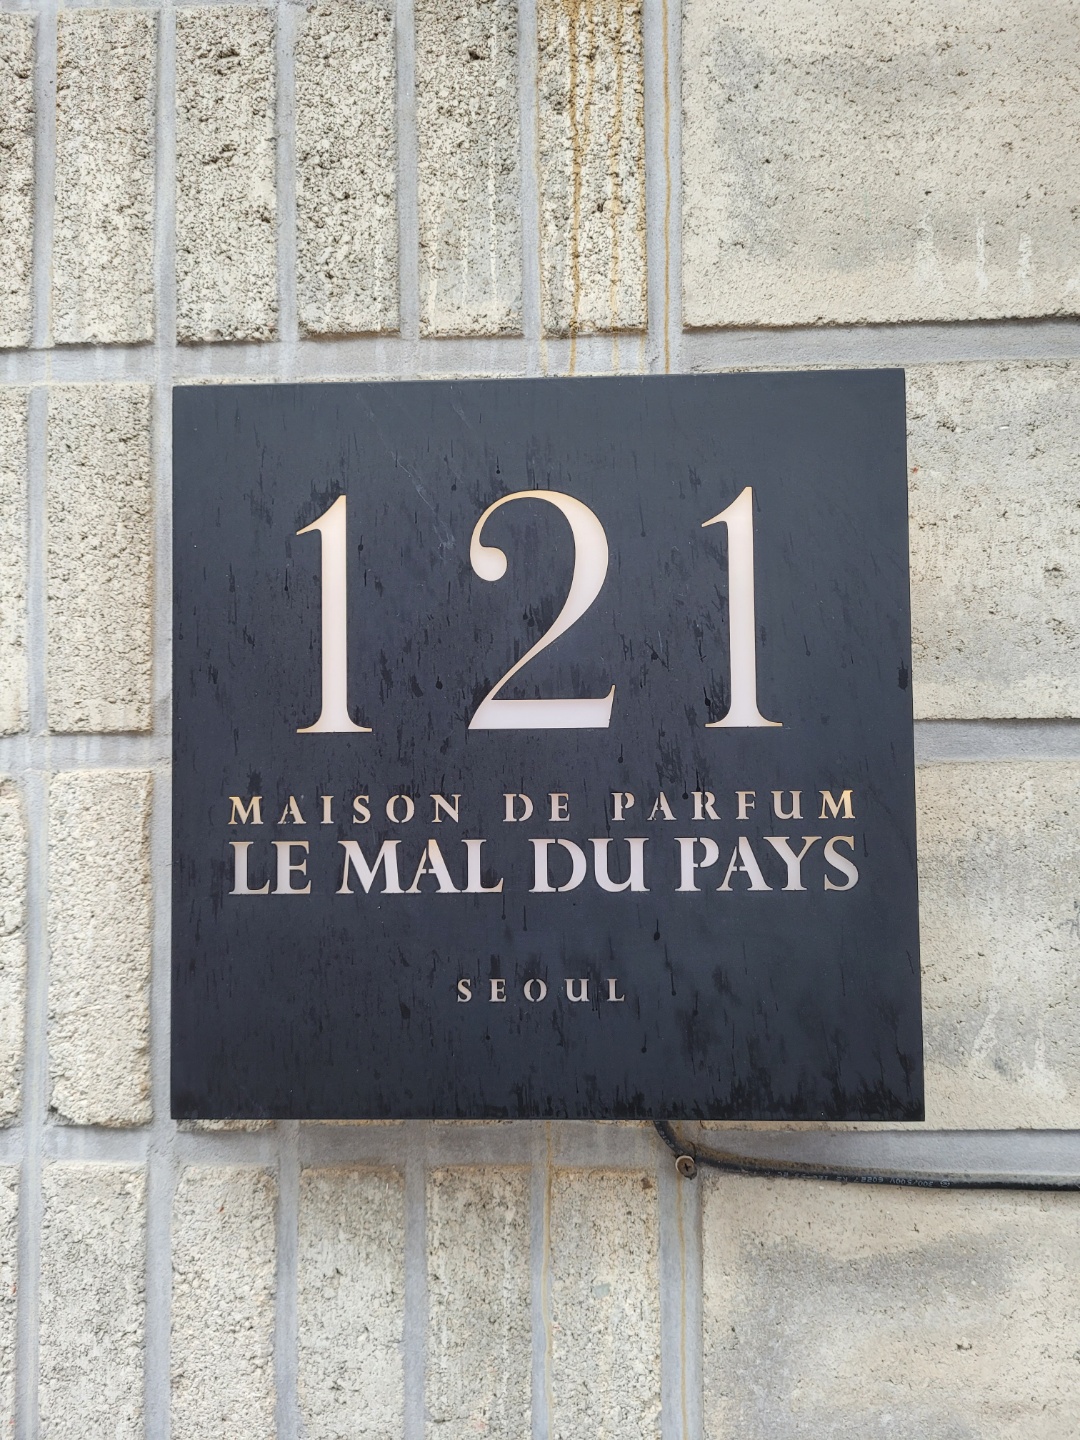 121
MAISON DE PARFUM
LE MAL DU PAYS
SEOUL